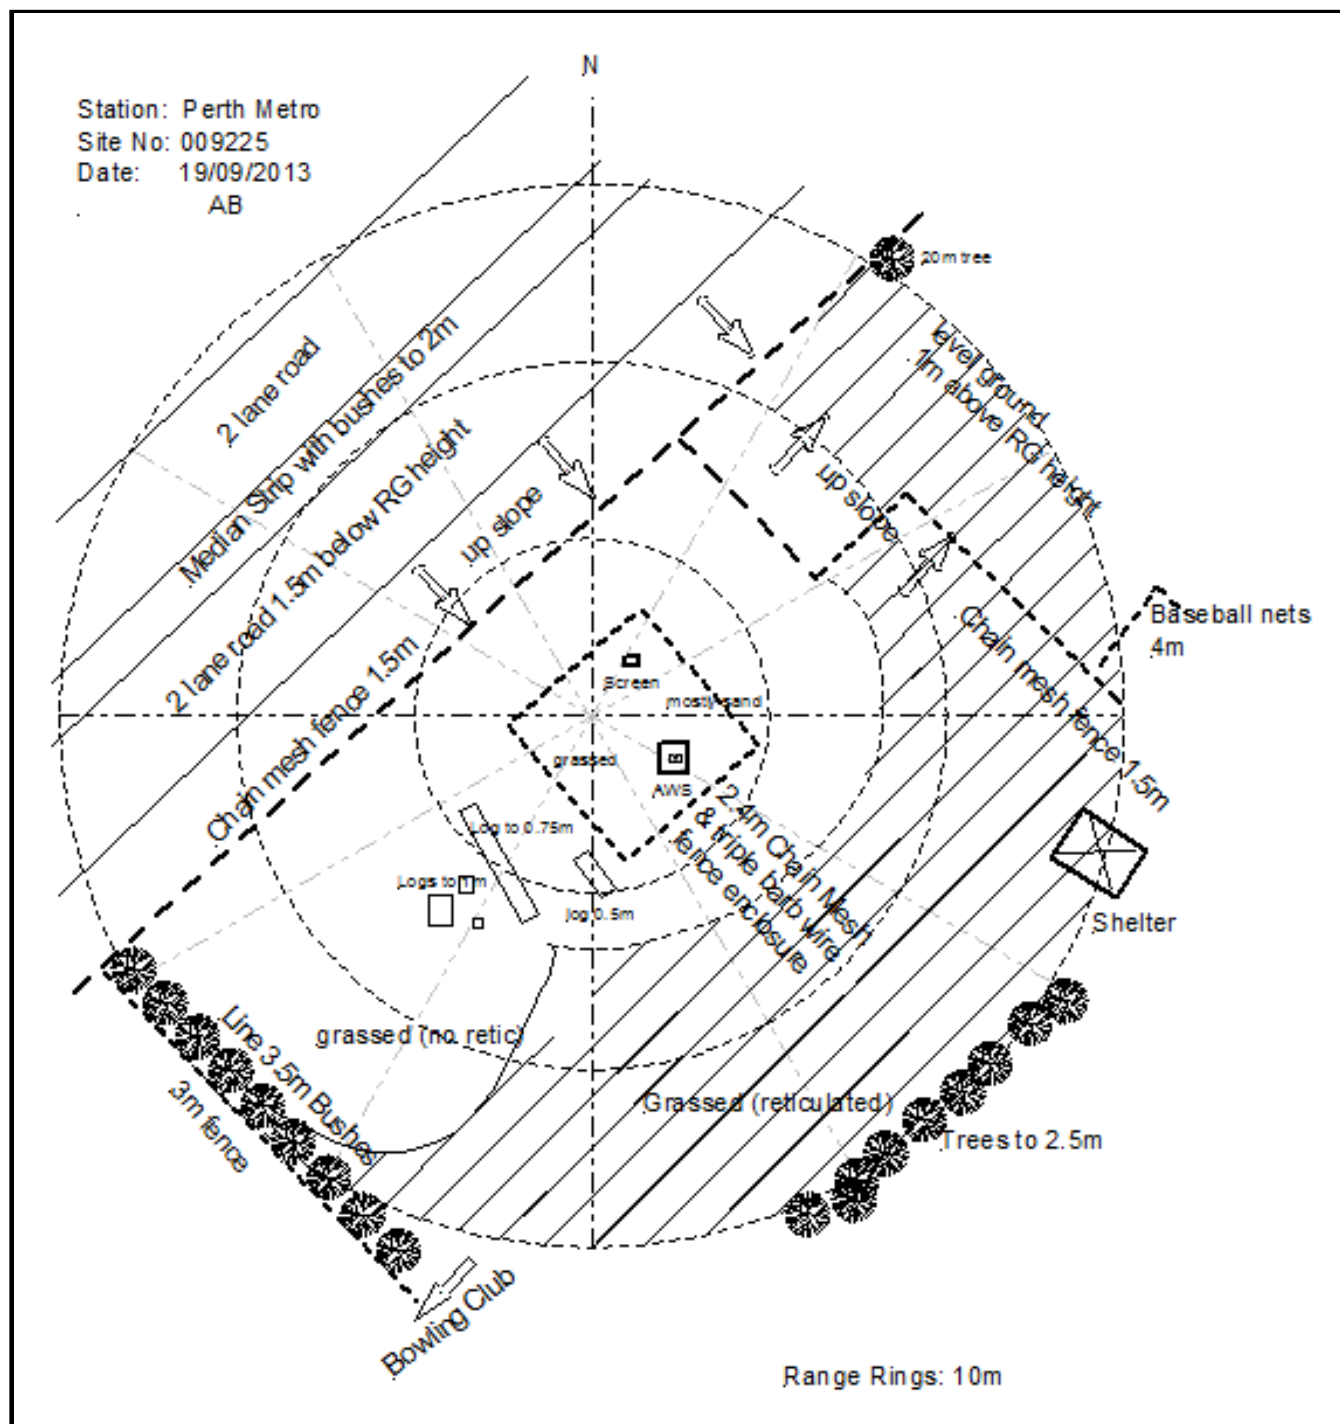 N
Station: Perth Metro
Site No: 009225
Date: 19/09/2013
AB
20m tree
2 lane road
Median Strip with bushes to 2m
2 lane road 1.5m below RG height
up slope
Chain mesh fence 1.5m
level ground
1m above RG height
up slope
Chain mesh fence 1.5m
Baseball nets
4m
Screen
mostly sand
grassed
AWS
2.4m Chain Mesh
& triple barb wire
fence enclosure
Log to 0.75m
Logs to 1m
log 0.5m
Shelter
grassed (no. retic)
Line 3.5m Bushes
3m fence
Grassed (reticulated)
Trees to 2.5m
Bowling Club
Range Rings: 10m